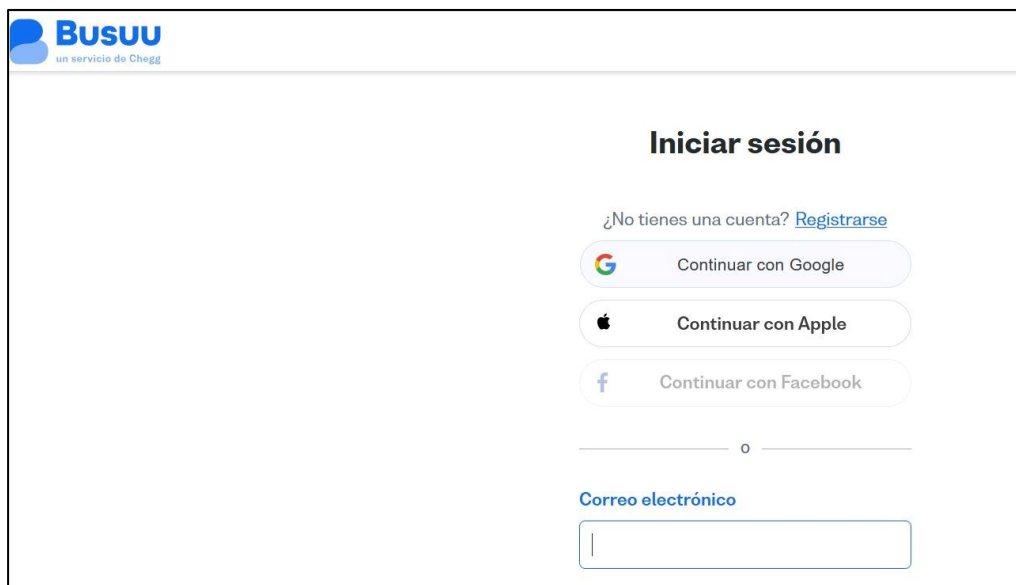 Busuu
un servicio de Chegg
Iniciar sesión
¿No tienes una cuenta? Registrarse
Continuar con Google
Continuar con Apple
Continuar con Facebook
o
Correo electrónico